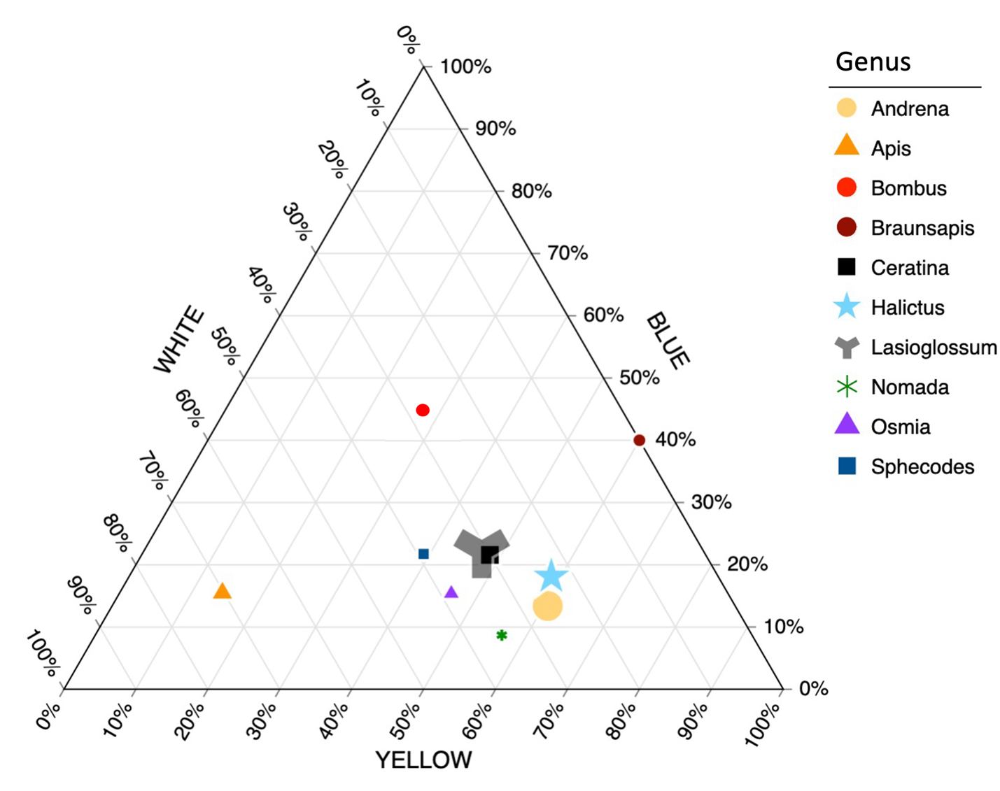 0%
100%
10%
90%
20%
80%
30%
70%
40%
60%
50%
50%
60%
40%
70%
30%
80%
20%
90%
10%
100%
0%
WHITE
BLUE
0%
10%
20%
30%
40%
50%
60%
70%
80%
90%
100%
YELLOW
Genus
Andrena
Apis
Bombus
Braunsapis
Ceratina
Halictus
Lasioglossum
Nomada
Osmia
Sphecodes